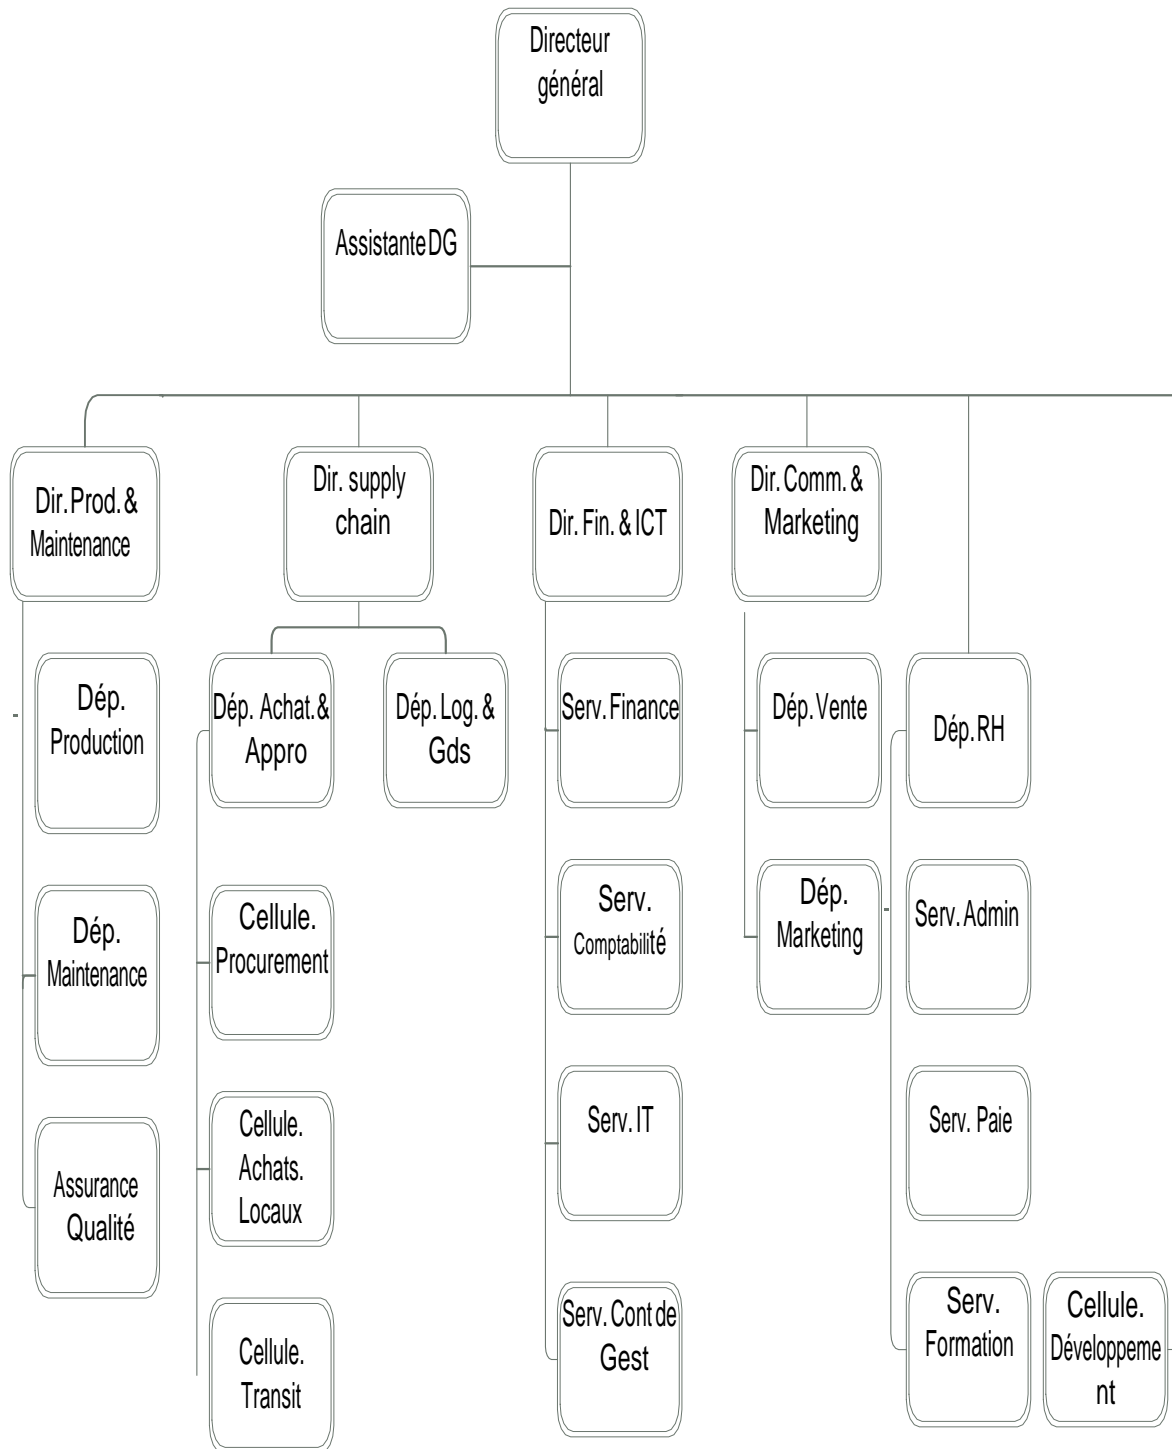 Directeur
général
Assistante DG
Dir. Prod. &
Maintenance
Dir. supply
chain
Dir. Fin. & ICT
Dir. Comm. &
Marketing
Dép.
Production
Dép. Achat. &
Appro
Dép. Log. &
Gds
Serv. Finance
Dép. Vente
Dép. RH
Dép.
Maintenance
Cellule.
Procurement
Serv.
Comptabilité
Dép.
Marketing
Serv. Admin
Assurance
Qualité
Cellule.
Achats.
Locaux
Serv. IT
Serv. Paie
Cellule.
Transit
Serv. Cont de
Gest
Serv.
Formation
Cellule.
Développeme
nt